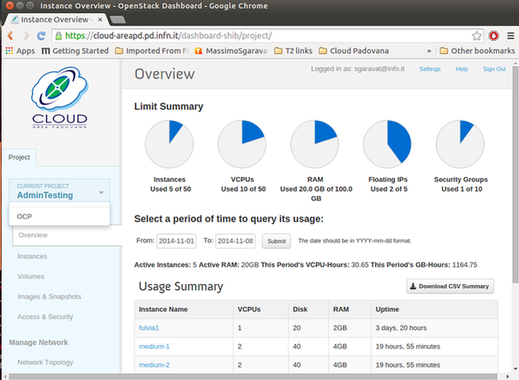 Instance Overview - OpenStack Dashboard - Google Chrome
Instance Overview - Op
https://cloud-areapd.pd.infn.it/dashboard-shib/project/
Apps
Getting Started
Imported From Fi
MassimoSgaravat
T2 links
Cloud Padovana
»
Other bookmarks
CLOUD
AREA PADOVANA
Project
CURRENT PROJECT
AdminTesting
OCP
Overview
Instances
Volumes
Images & Snapshots
Access & Security
Manage Network
Network Topology
Overview
Logged in as: sgaravat@infn.it
Settings
Help
Sign Out
Limit Summary
Instances
Used 5 of 50
VCPUs
Used 10 of 50
RAM
Used 20.0 GB of 100.0
GB
Floating IPs
Used 2 of 5
Security Groups
Used 1 of 10
Select a period of time to query its usage:
From: 2014-11-01 To: 2014-11-08 Submit The date should be in YYYY-mm-dd format.
Active Instances: 5 Active RAM: 20GB This Period's VCPU-Hours: 30.65 This Period's GB-Hours: 1164.75
Usage Summary
Download CSV Summary
Instance Name VCPUs Disk RAM Uptime
fulvia1 1 20 2GB 3 days, 20 hours
medium-1 2 40 4GB 19 hours, 55 minutes
medium-2 2 40 4GB 19 hours, 55 minutes